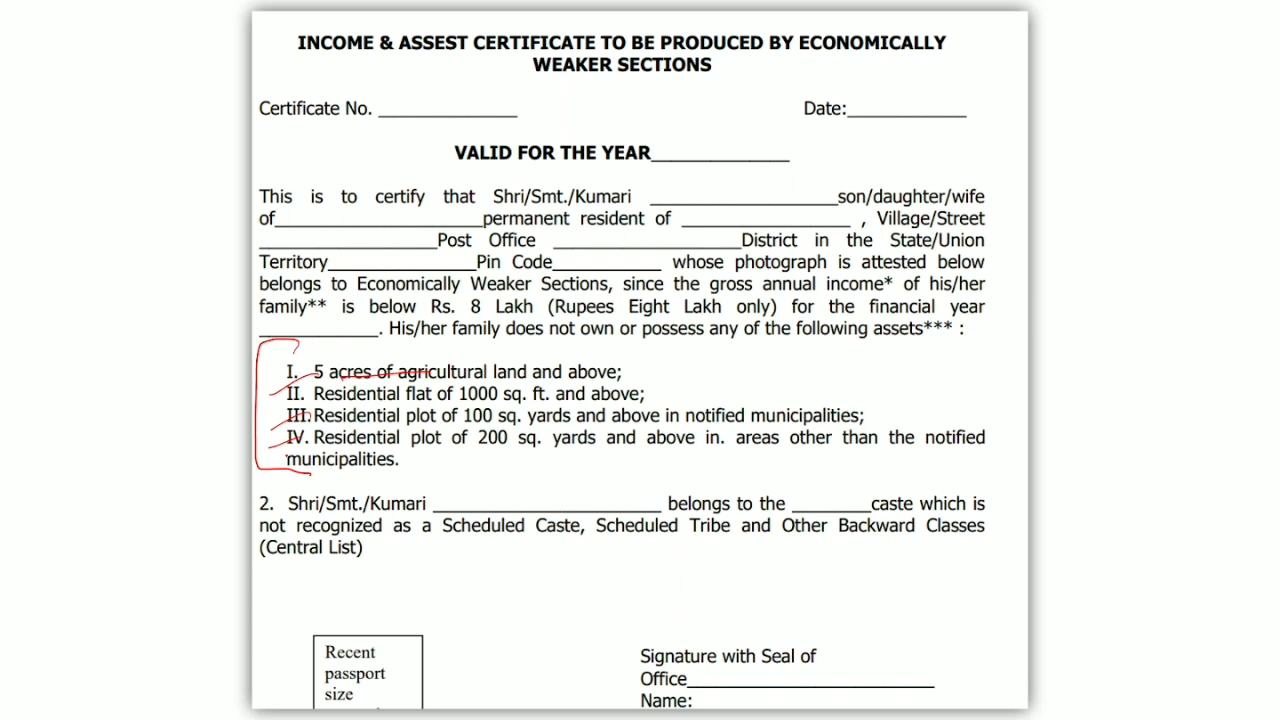 INCOME & ASSEST CERTIFICATE TO BE PRODUCED BY ECONOMICALLY
WEAKER SECTIONS
Certificate No. ______________ Date:____________
VALID FOR THE YEAR______________
This is to certify that Shri/Smt./Kumari ___________________son/daughter/wife
of_____________________permanent resident of _________________ , Village/Street
__________________Post Office ___________________District in the State/Union
Territory_______________Pin Code___________ whose photograph is attested below
belongs to Economically Weaker Sections, since the gross annual income* of his/her
family** is below Rs. 8 Lakh (Rupees Eight Lakh only) for the financial year
____________. His/her family does not own or possess any of the following assets*** :
I. 5 acres of agricultural land and above;
II. Residential flat of 1000 sq. ft. and above;
III. Residential plot of 100 sq. yards and above in notified municipalities;
IV. Residential plot of 200 sq. yards and above in. areas other than the notified
municipalities.
2. Shri/Smt./Kumari _______________________ belongs to the ________caste which is
not recognized as a Scheduled Caste, Scheduled Tribe and Other Backward Classes
(Central List)
Recent
passport
size
Signature with Seal of
Office_________________________
Name: